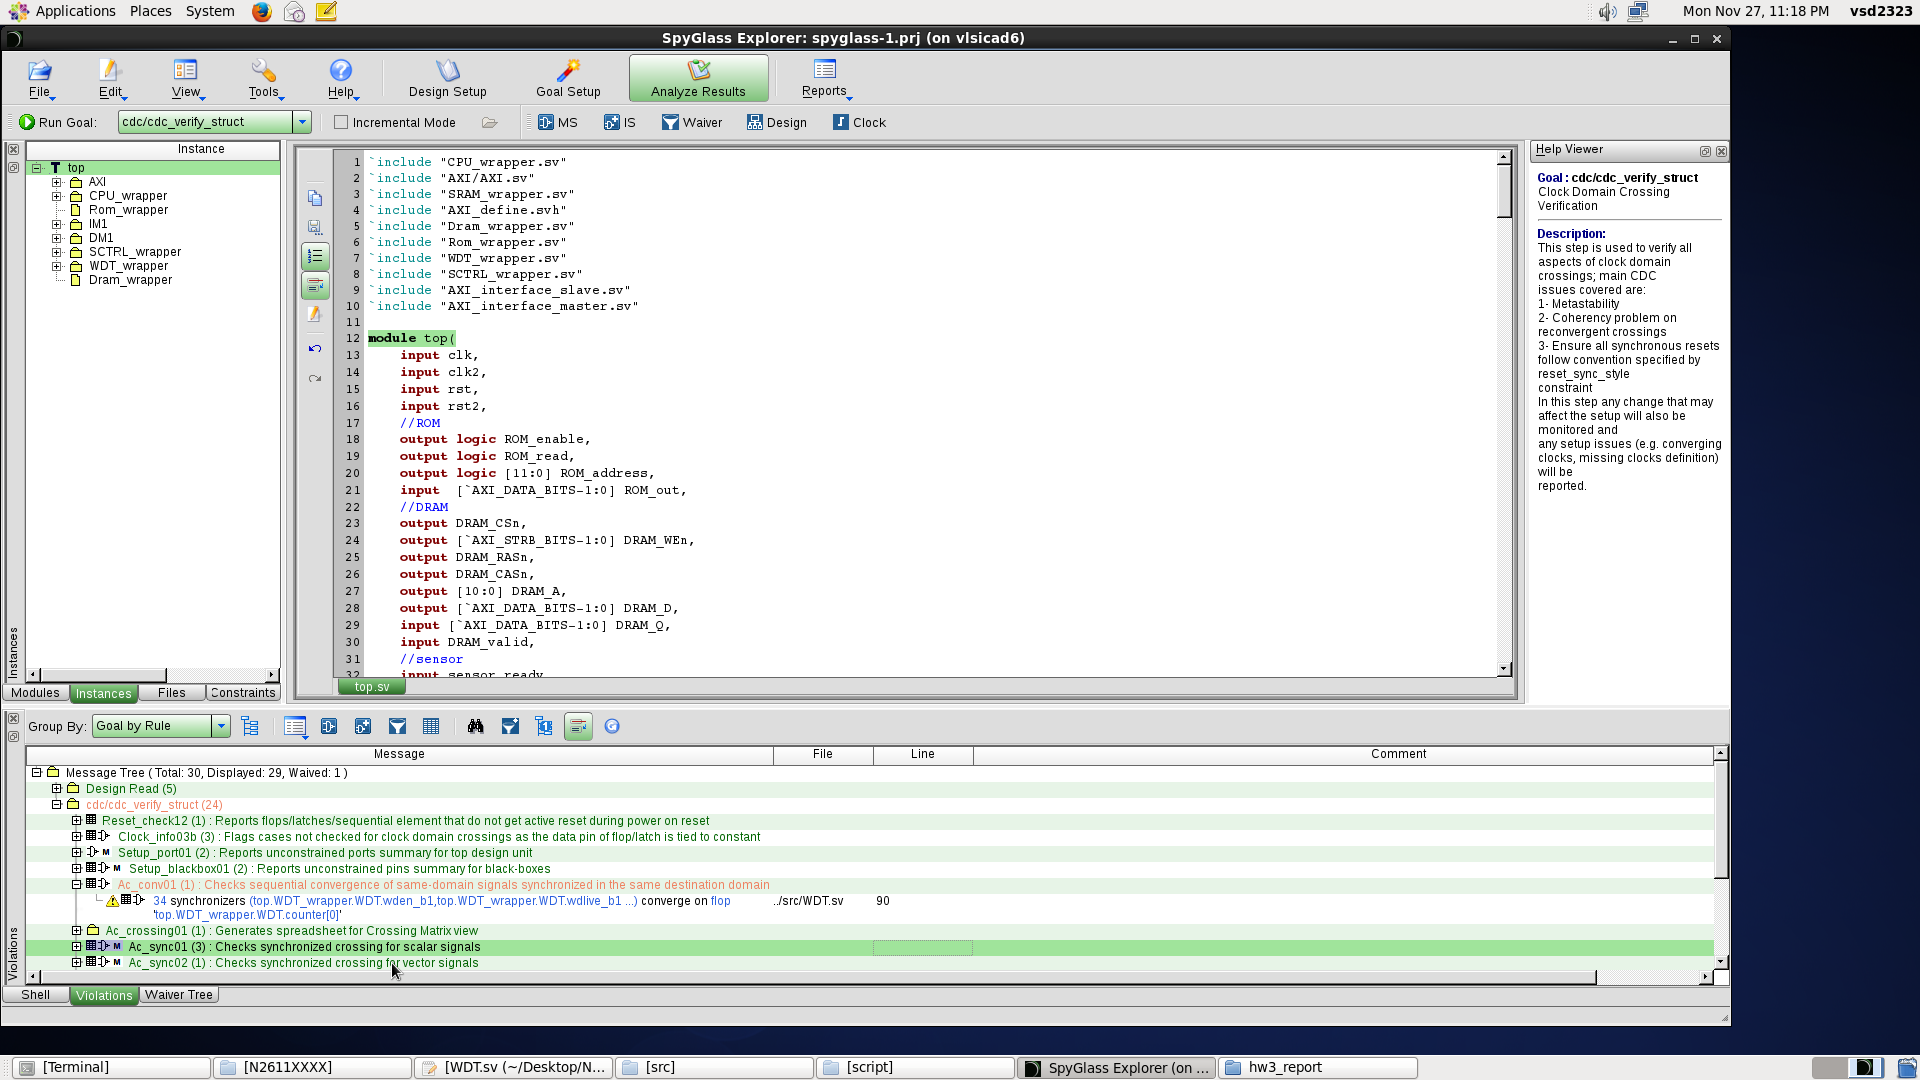 Applications Places System Mon Nov 27, 11:18 PM vsd2323
SpyGlass Explorer: spyglass-1.prj (on vlsicad6)
File Edit View Tools Help Design Setup Goal Setup Analyze Results Reports
Run Goal: cdc/cdc_verify_struct Incremental Mode MS IS Waiver Design Clock
Instance
top
AXI
CPU_wrapper
Rom_wrapper
IM1
DM1
SCTRL_wrapper
WDT_wrapper
Dram_wrapper
Instances
Modules Instances Files Constraints
1 `include "CPU_wrapper.sv"
2 `include "AXI/AXI.sv"
3 `include "SRAM_wrapper.sv"
4 `include "AXI_define.svh"
5 `include "Dram_wrapper.sv"
6 `include "Rom_wrapper.sv"
7 `include "WDT_wrapper.sv"
8 `include "SCTRL_wrapper.sv"
9 `include "AXI_interface_slave.sv"
10 `include "AXI_interface_master.sv"
11
12 module top(
13 input clk,
14 input clk2,
15 input rst,
16 input rst2,
17 //ROM
18 output logic ROM_enable,
19 output logic ROM_read,
20 output logic [11:0] ROM_address,
21 input [`AXI_DATA_BITS-1:0] ROM_out,
22 //DRAM
23 output DRAM_CSn,
24 output [`AXI_STRB_BITS-1:0] DRAM_WEn,
25 output DRAM_RASn,
26 output DRAM_CASn,
27 output [10:0] DRAM_A,
28 output [`AXI_DATA_BITS-1:0] DRAM_D,
29 input [`AXI_DATA_BITS-1:0] DRAM_Q,
30 input DRAM_valid,
31 //sensor
32 input sensor_ready
top.sv
Help Viewer
Goal : cdc/cdc_verify_struct
Clock Domain Crossing
Verification
Description:
This step is used to verify all
aspects of clock domain
crossings; main CDC
issues covered are:
1- Metastability
2- Coherency problem on
reconvergent crossings
3- Ensure all synchronous resets
follow convention specified by
reset_sync_style
constraint
In this step any change that may
affect the setup will also be
monitored and
any setup issues (e.g. converging
clocks, missing clocks definition)
will be
reported.
Group By: Goal by Rule
Message File Line Comment
Message Tree ( Total: 30, Displayed: 29, Waived: 1 )
Design Read (5)
cdc/cdc_verify_struct (24)
Reset_check12 (1) : Reports flops/latches/sequential element that do not get active reset during power on reset
Clock_info03b (3) : Flags cases not checked for clock domain crossings as the data pin of flop/latch is tied to constant
M Setup_port01 (2) : Reports unconstrained ports summary for top design unit
M Setup_blackbox01 (2) : Reports unconstrained pins summary for black-boxes
Ac_conv01 (1) : Checks sequential convergence of same-domain signals synchronized in the same destination domain
34 synchronizers (top.WDT_wrapper.WDT.wden_b1,top.WDT_wrapper.WDT.wdlive_b1 ...) converge on flop ../src/WDT.sv 90
'top.WDT_wrapper.WDT.counter[0]'
Ac_crossing01 (1) : Generates spreadsheet for Crossing Matrix view
M Ac_sync01 (3) : Checks synchronized crossing for scalar signals
M Ac_sync02 (1) : Checks synchronized crossing for vector signals
Violations
Shell Violations Waiver Tree
[Terminal] [N2611XXXX] [WDT.sv (~/Desktop/N... [src] [script] SpyGlass Explorer (on ... hw3_report